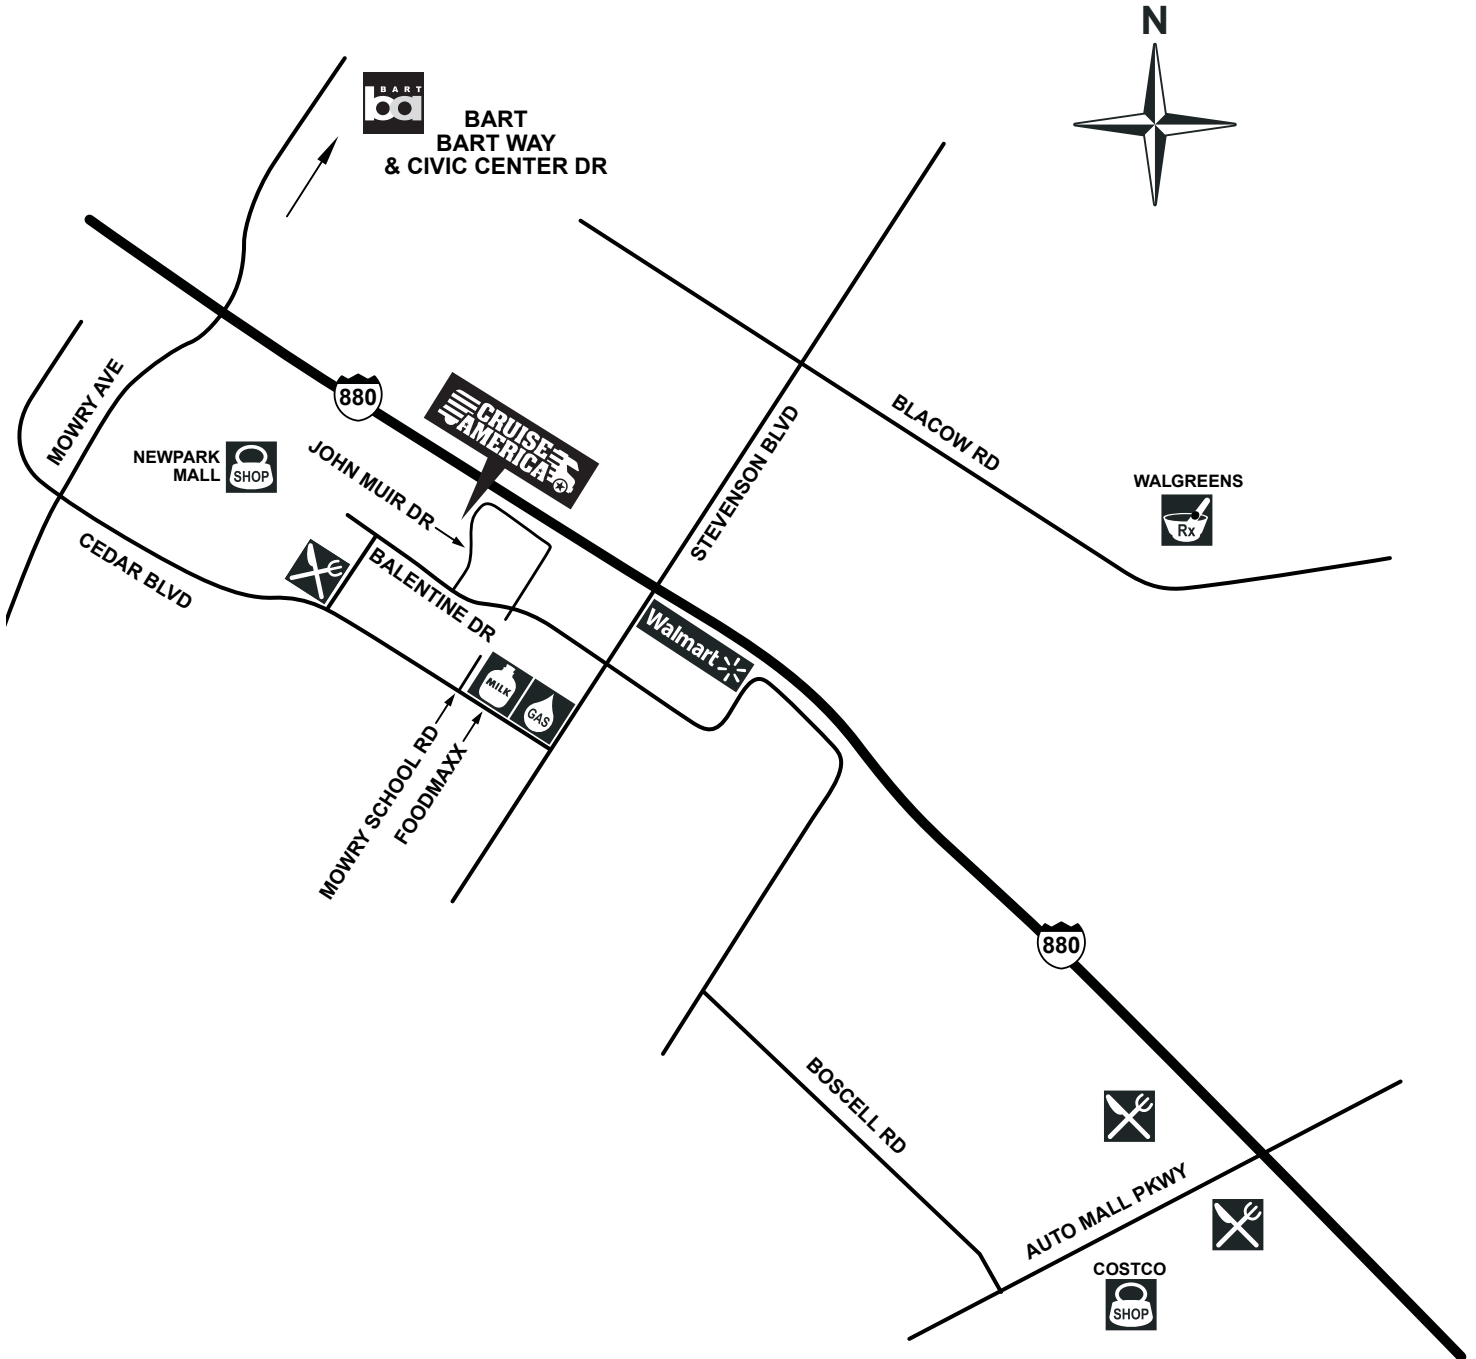 N
BART
BART
BART WAY
& CIVIC CENTER DR
880
CRUISE
AMERICA
MOWRY AVE
NEWPARK
MALL
SHOP
JOHN MUIR DR
STEVENSON BLVD
BLACOW RD
WALGREENS
Rx
CEDAR BLVD
BALENTINE DR
Walmart
MILK
GAS
MOWRY SCHOOL RD
FOODMAXX
880
BOSCELL RD
AUTO MALL PKWY
COSTCO
SHOP